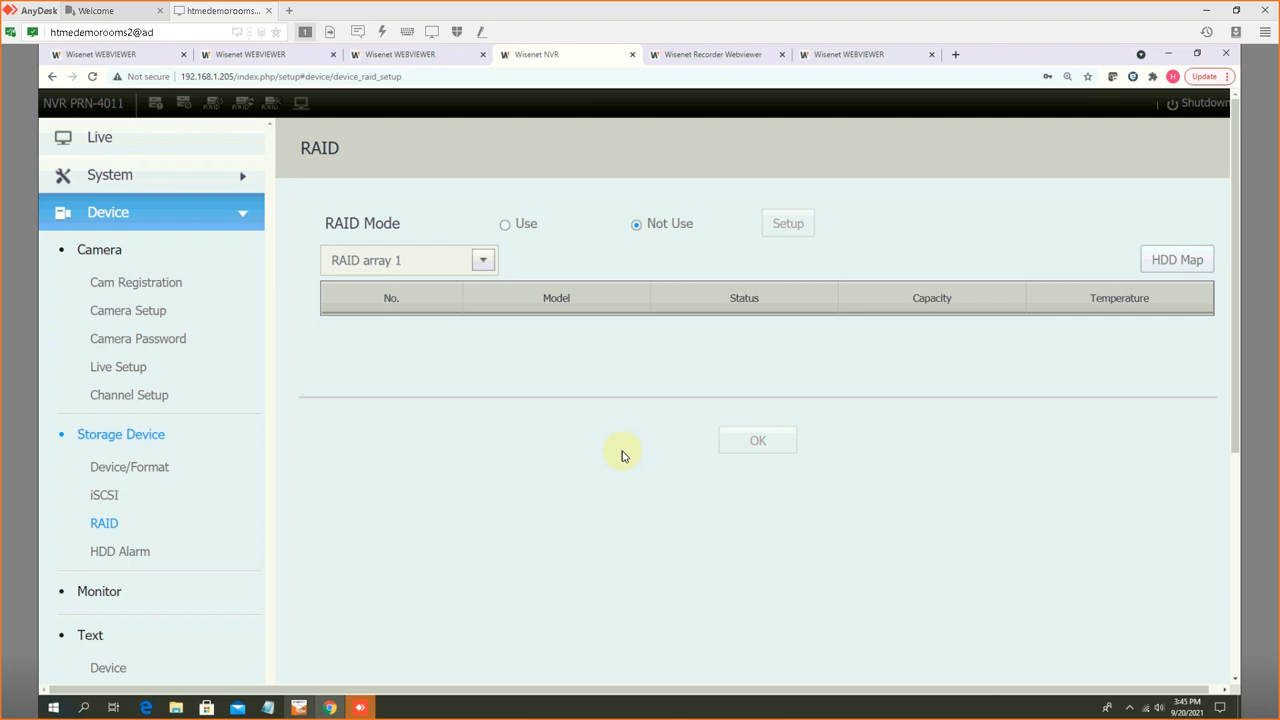 AnyDesk
Welcome
htmedemorooms...
htmedemorooms2@ad
1
Wisenet WEBVIEWER
Wisenet WEBVIEWER
Wisenet WEBVIEWER
Wisenet NVR
Wisenet Recorder Webviewer
Wisenet WEBVIEWER
Not secure
192.168.1.205/index.php/setup#device/device_raid_setup
H
Update
NVR PRN-4011
Shutdown
Live
System
Device
Camera
Cam Registration
Camera Setup
Camera Password
Live Setup
Channel Setup
Storage Device
Device/Format
iSCSI
RAID
HDD Alarm
Monitor
Text
Device
RAID
RAID Mode
Use
Not Use
Setup
RAID array 1
HDD Map
No.
Model
Status
Capacity
Temperature
OK
3:45 PM
9/20/2021